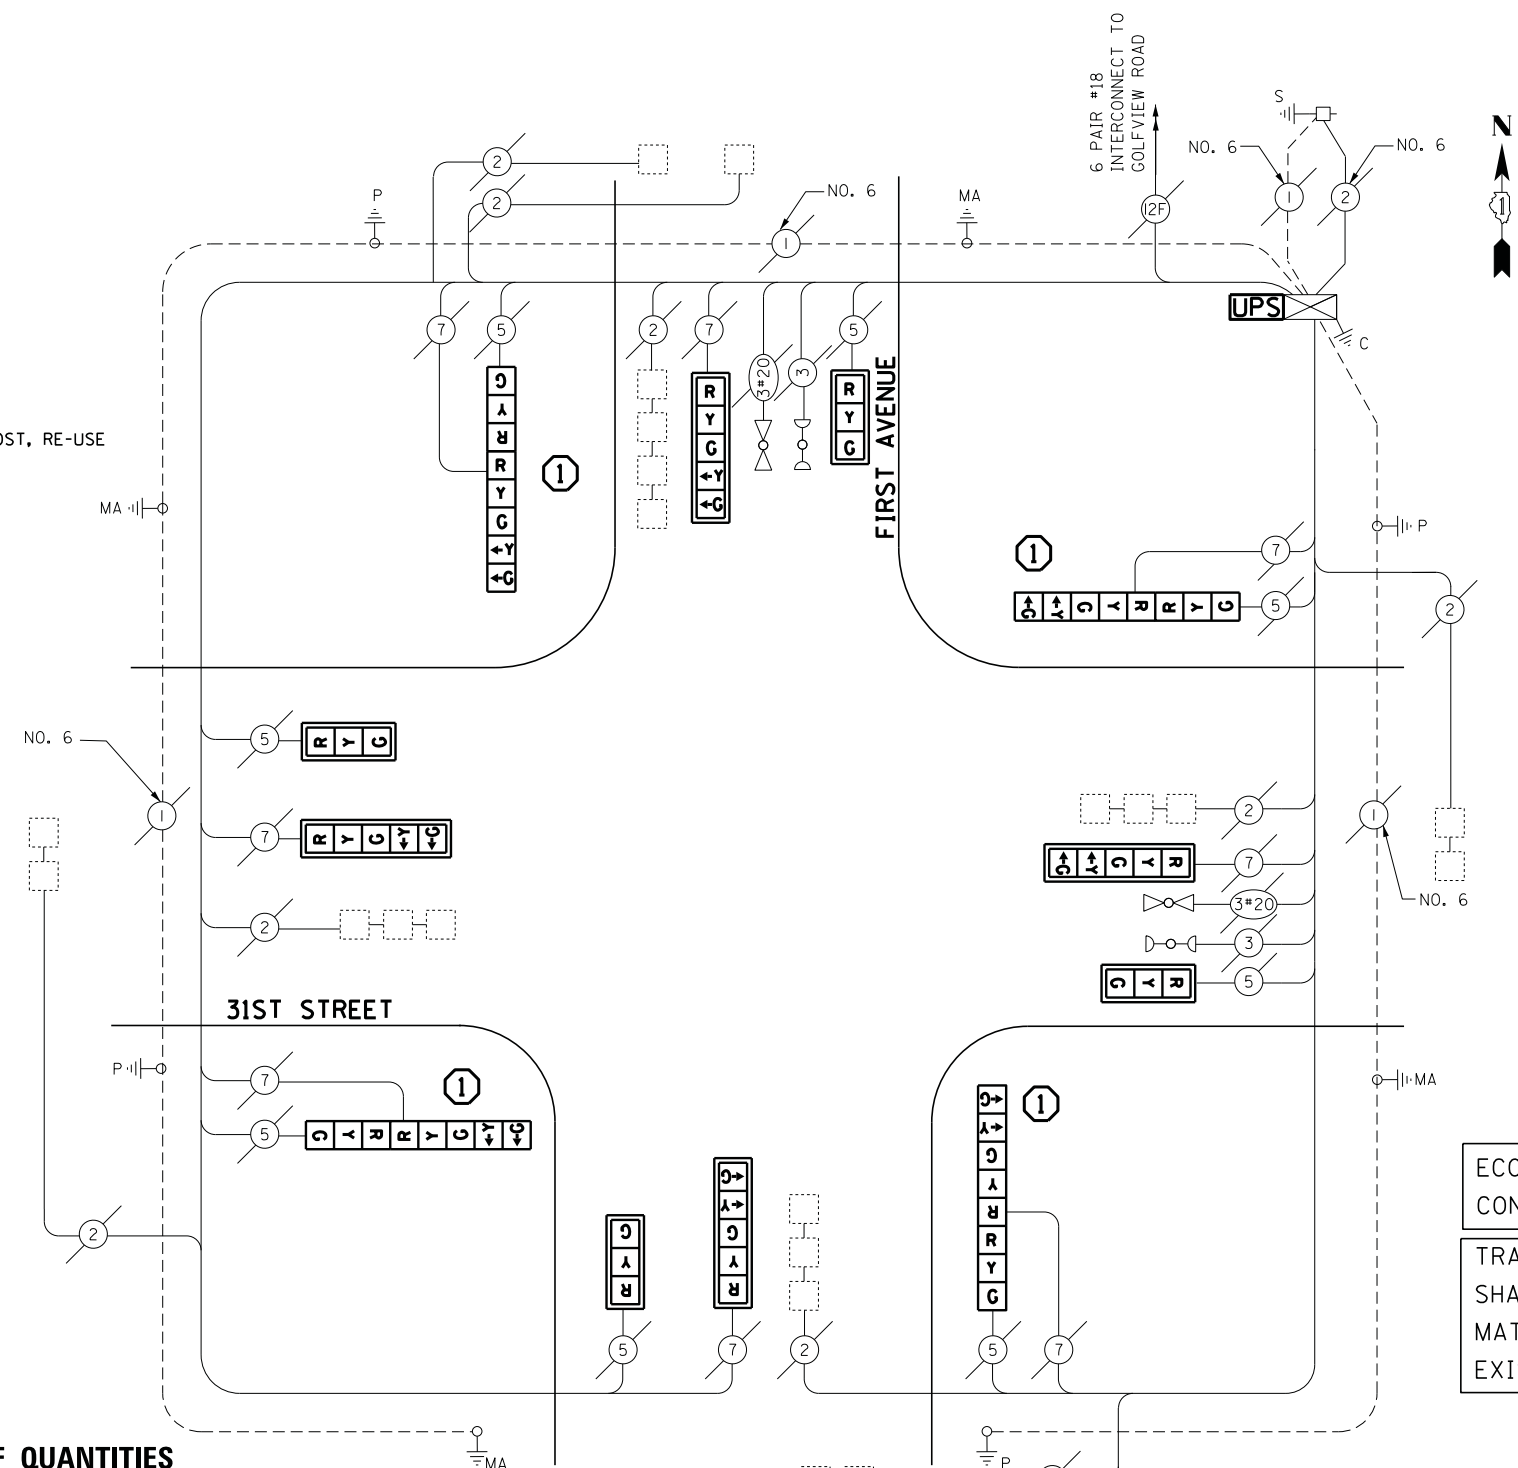 6 PAIR #18
INTERCONNECT TO
GOLFVIEW ROAD
S
NO. 6
NO. 6
N
1
2
2
P
NO. 6
1
MA
12F
1
2
UPS
C
7
5
2
7
3#20
3
5
G
Y
R
R
Y
G
←Y
←G
1
R
Y
G
←Y
←G
R
Y
G
FIRST AVENUE
OST, RE-USE
MA
P
1
7
←G ←Y G Y R R Y G
5
2
NO. 6
1
5
R Y G
7
R Y G ←Y ←G
2
2
←G ←Y G Y R
7
3#20
3
G Y R
5
1
NO. 6
31ST STREET
P
7
1
5
G Y R R Y G ←Y ←G
2
MA
G→
Y→
G
Y
R
R
Y
G
1
G
Y
R
G→
Y→
G
Y
R
5
7
2
5
7
ECO
CON
TRA
SHA
MAT
EXI
F QUANTITIES
MA
P